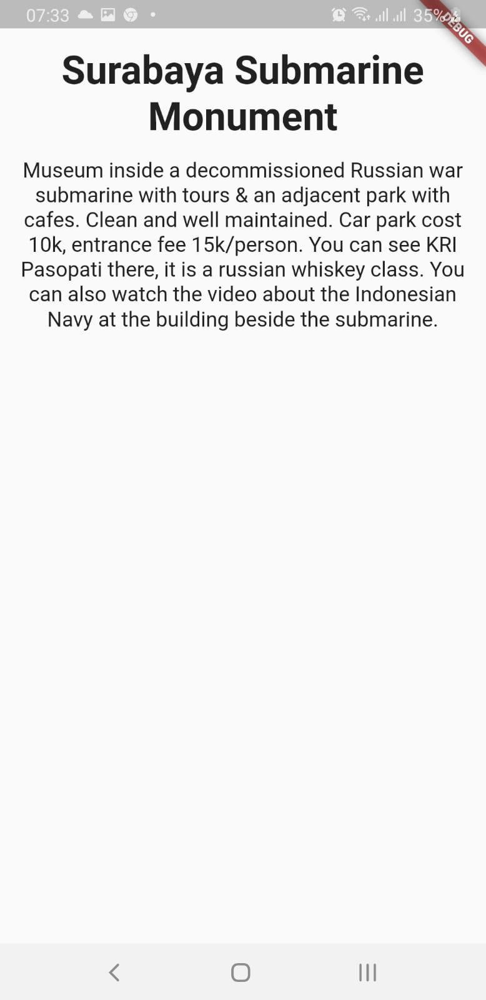 07:33
35%
DEBUG
Surabaya Submarine
Monument
Museum inside a decommissioned Russian war
submarine with tours & an adjacent park with
cafes. Clean and well maintained. Car park cost
10k, entrance fee 15k/person. You can see KRI
Pasopati there, it is a russian whiskey class. You
can also watch the video about the Indonesian
Navy at the building beside the submarine.